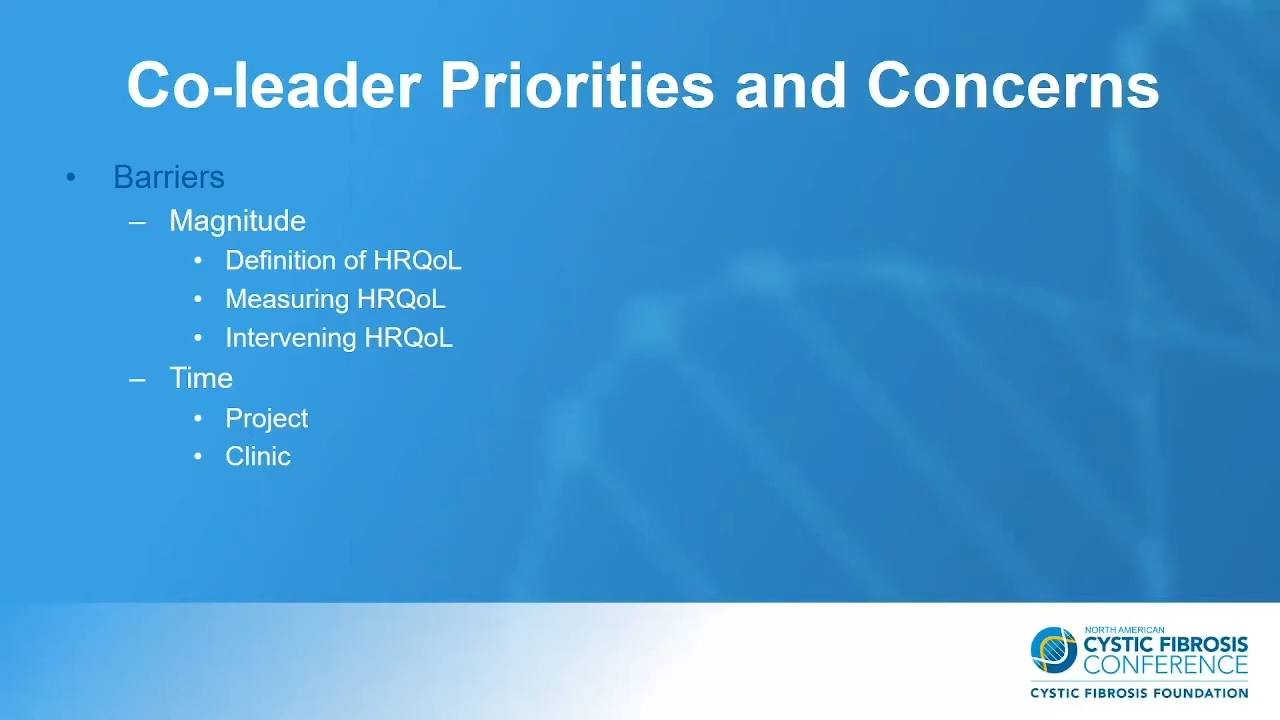 Co-leader Priorities and Concerns
• Barriers
– Magnitude
• Definition of HRQoL
• Measuring HRQoL
• Intervening HRQoL
– Time
• Project
• Clinic
NORTH AMERICAN
CYSTIC FIBROSIS
CONFERENCE
CYSTIC FIBROSIS FOUNDATION